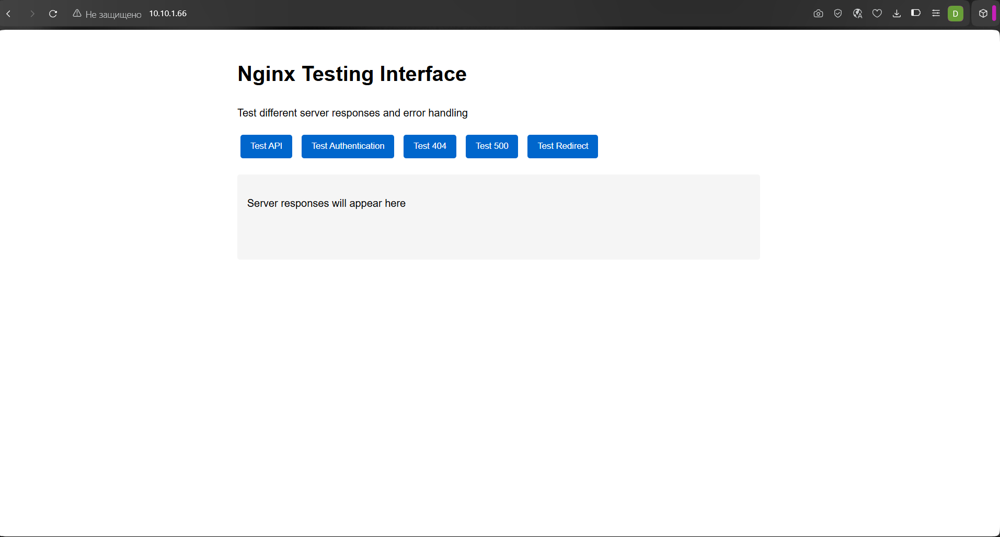 Не защищено 10.10.1.66
D
Nginx Testing Interface
Test different server responses and error handling
Test API Test Authentication Test 404 Test 500 Test Redirect
Server responses will appear here